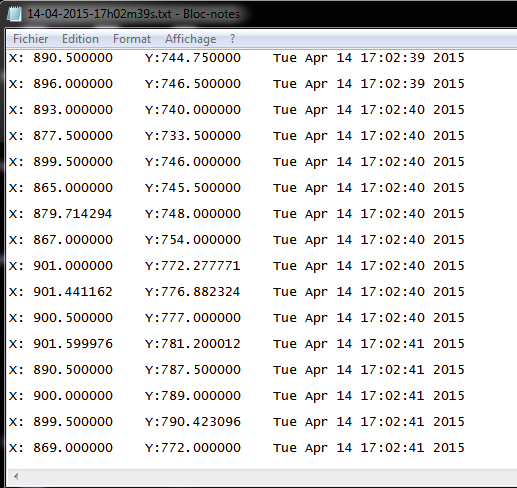 14-04-2015-17h02m39s.txt - Bloc-notes
Fichier Edition Format Affichage ?
X: 890.500000 Y:744.750000 Tue Apr 14 17:02:39 2015
X: 896.000000 Y:746.500000 Tue Apr 14 17:02:39 2015
X: 893.000000 Y:740.000000 Tue Apr 14 17:02:40 2015
X: 877.500000 Y:733.500000 Tue Apr 14 17:02:40 2015
X: 899.500000 Y:746.000000 Tue Apr 14 17:02:40 2015
X: 865.000000 Y:745.500000 Tue Apr 14 17:02:40 2015
X: 879.714294 Y:748.000000 Tue Apr 14 17:02:40 2015
X: 867.000000 Y:754.000000 Tue Apr 14 17:02:40 2015
X: 901.000000 Y:772.277771 Tue Apr 14 17:02:40 2015
X: 901.441162 Y:776.882324 Tue Apr 14 17:02:40 2015
X: 900.500000 Y:777.000000 Tue Apr 14 17:02:40 2015
X: 901.599976 Y:781.200012 Tue Apr 14 17:02:41 2015
X: 890.500000 Y:787.500000 Tue Apr 14 17:02:41 2015
X: 900.000000 Y:789.000000 Tue Apr 14 17:02:41 2015
X: 899.500000 Y:790.423096 Tue Apr 14 17:02:41 2015
X: 869.000000 Y:772.000000 Tue Apr 14 17:02:41 2015